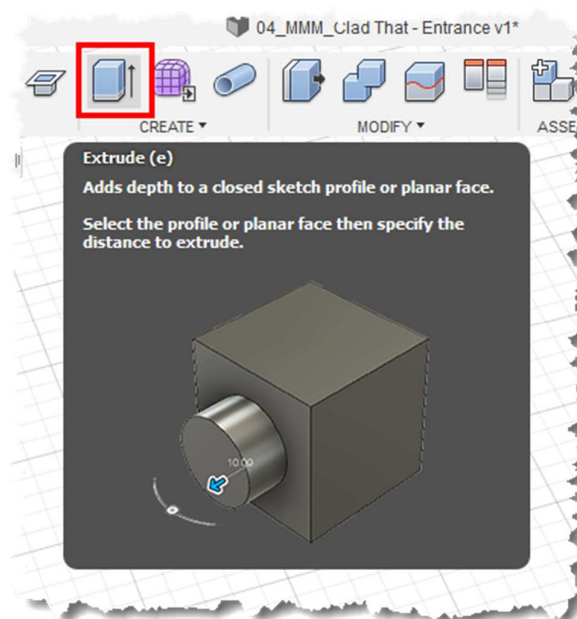 04_MMM_Clad That - Entrance v1*
CREATE ▾
MODIFY ▾
ASSE
Extrude (e)
Adds depth to a closed sketch profile or planar face.
Select the profile or planar face then specify the
distance to extrude.
10.00